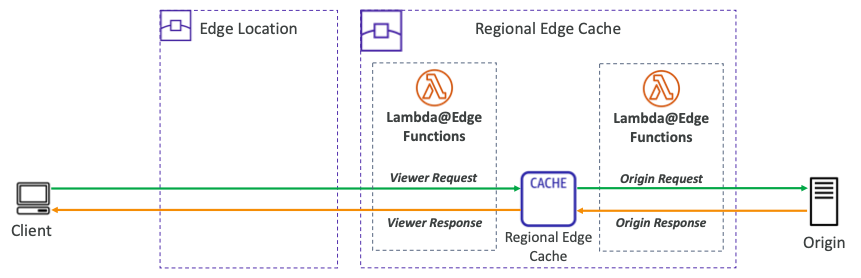 Edge Location
Regional Edge Cache
Lambda@Edge
Functions
Lambda@Edge
Functions
Viewer Request
CACHE
Origin Request
Viewer Response
Origin Response
Client
Regional Edge
Cache
Origin